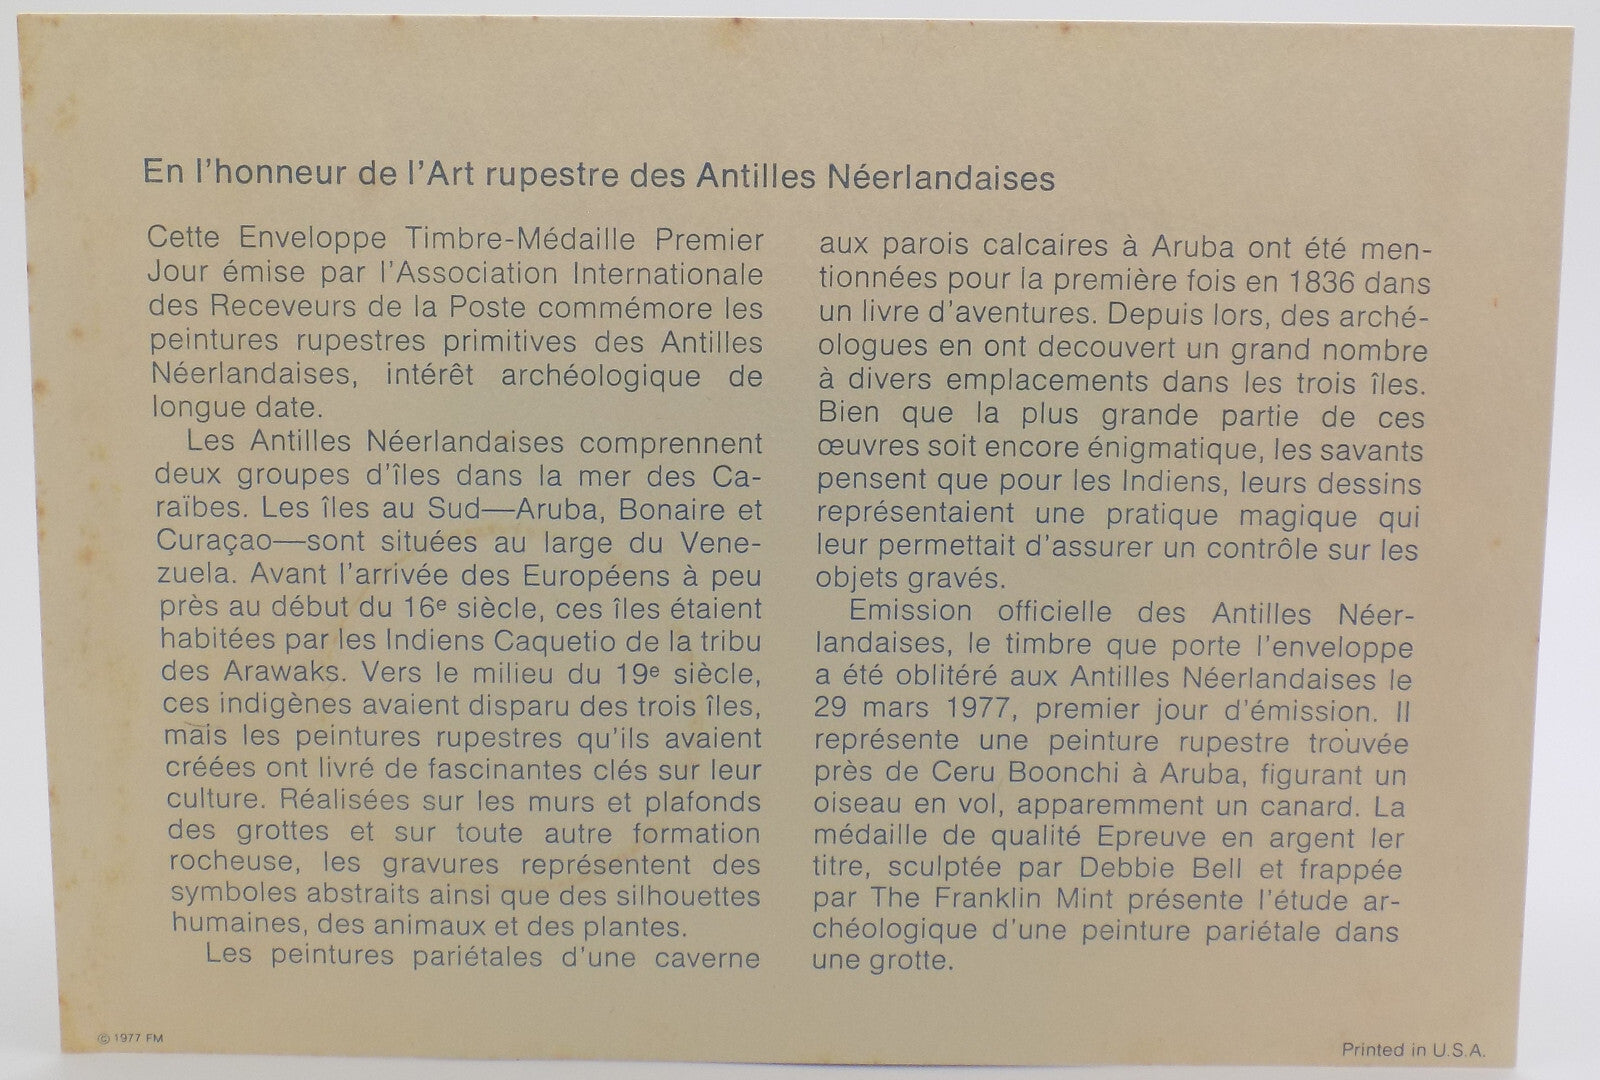 En l'honneur de l'Art rupestre des Antilles Néerlandaises
Cette Enveloppe Timbre-Médaille Premier
Jour émise par l'Association Internationale
des Receveurs de la Poste commémore les
peintures rupestres primitives des Antilles
Néerlandaises, intérêt archéologique de
longue date.
Les Antilles Néerlandaises comprennent
deux groupes d'îles dans la mer des Ca-
raïbes. Les îles au Sud—Aruba, Bonaire et
Curaçao—sont situées au large du Vene-
zuela. Avant l'arrivée des Européens à peu
près au début du 16e siècle, ces îles étaient
habitées par les Indiens Caquetio de la tribu
des Arawaks. Vers le milieu du 19e siècle,
ces indigènes avaient disparu des trois îles,
mais les peintures rupestres qu'ils avaient
créées ont livré de fascinantes clés sur leur
culture. Réalisées sur les murs et plafonds
des grottes et sur toute autre formation
rocheuse, les gravures représentent des
symboles abstraits ainsi que des silhouettes
humaines, des animaux et des plantes.
Les peintures pariétales d'une caverne
aux parois calcaires à Aruba ont été men-
tionnées pour la première fois en 1836 dans
un livre d'aventures. Depuis lors, des arché-
ologues en ont decouvert un grand nombre
à divers emplacements dans les trois îles.
Bien que la plus grande partie de ces
œuvres soit encore énigmatique, les savants
pensent que pour les Indiens, leurs dessins
représentaient une pratique magique qui
leur permettait d'assurer un contrôle sur les
objets gravés.
Emission officielle des Antilles Néer-
landaises, le timbre que porte l'enveloppe
a été oblitéré aux Antilles Néerlandaises le
29 mars 1977, premier jour d'émission. Il
représente une peinture rupestre trouvée
près de Ceru Boonchi à Aruba, figurant un
oiseau en vol, apparemment un canard. La
médaille de qualité Epreuve en argent ler
titre, sculptée par Debbie Bell et frappée
par The Franklin Mint présente l'étude ar-
chéologique d'une peinture pariétale dans
une grotte.
© 1977 FM
Printed in U.S.A.